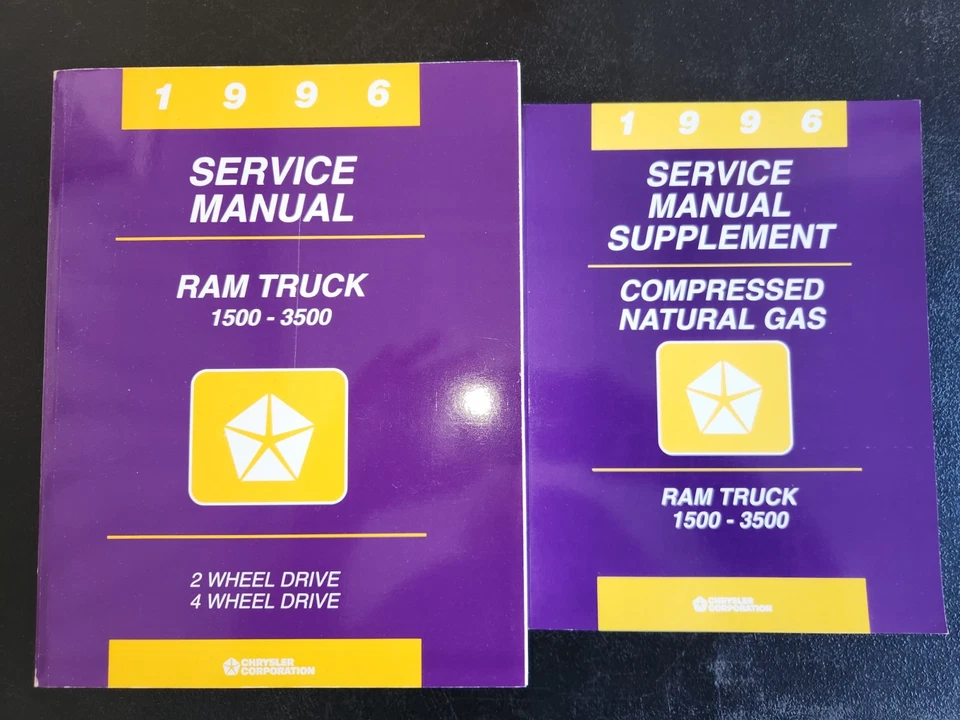 1 9 9 6
SERVICE
MANUAL
RAM TRUCK
1500 - 3500
2 WHEEL DRIVE
4 WHEEL DRIVE
CHRYSLER
CORPORATION
1 9 9 6
SERVICE
MANUAL
SUPPLEMENT
COMPRESSED
NATURAL GAS
RAM TRUCK
1500 - 3500
CHRYSLER
CORPORATION